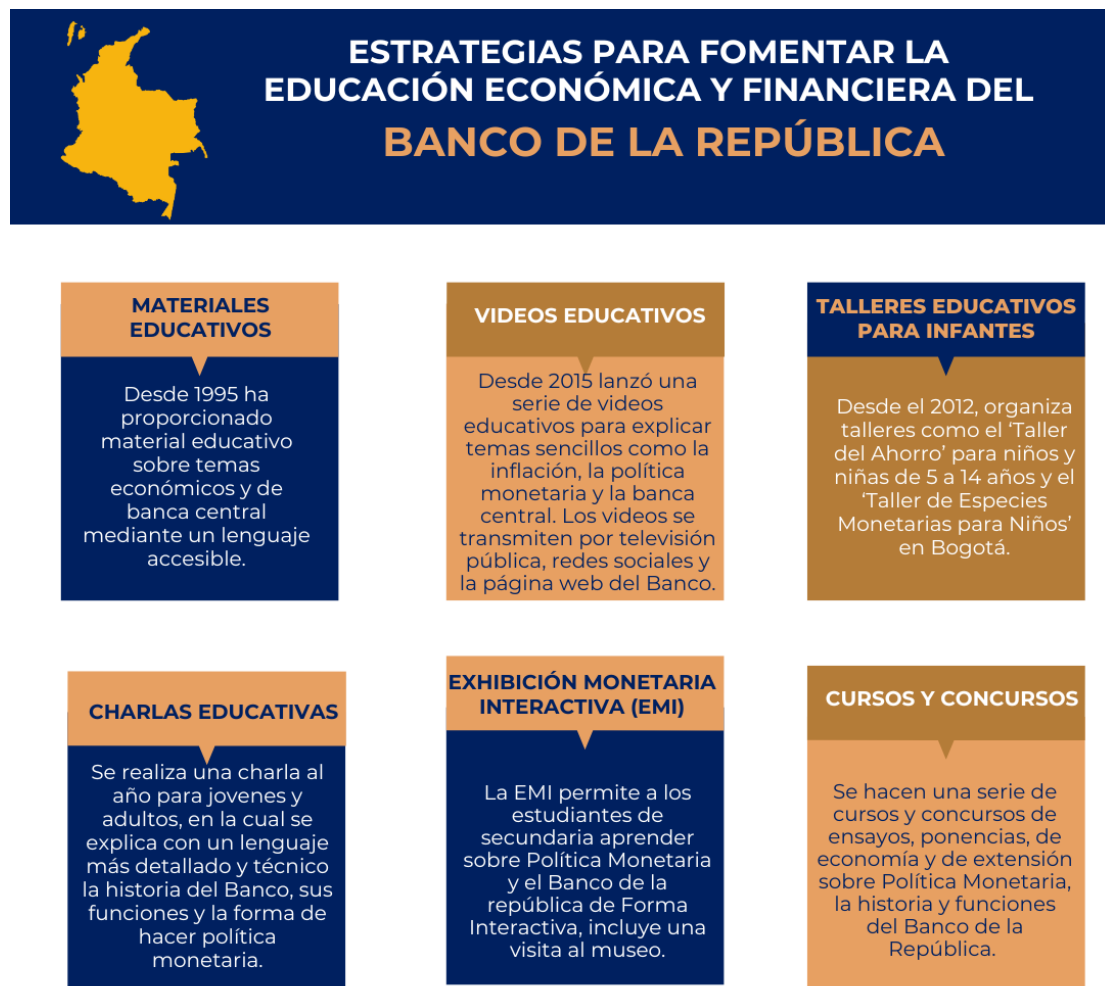 ESTRATEGIAS PARA FOMENTAR LA
EDUCACIÓN ECONÓMICA Y FINANCIERA DEL
BANCO DE LA REPÚBLICA
MATERIALES
EDUCATIVOS
Desde 1995 ha
proporcionado
material educativo
sobre temas
económicos y de
banca central
mediante un lenguaje
accesible.
VIDEOS EDUCATIVOS
Desde 2015 lanzó una
serie de videos
educativos para explicar
temas sencillos como la
inflación, la política
monetaria y la banca
central. Los videos se
transmiten por televisión
pública, redes sociales y
la página web del Banco.
TALLERES EDUCATIVOS
PARA INFANTES
Desde el 2012, organiza
talleres como el ‘Taller
del Ahorro’ para niños y
niñas de 5 a 14 años y el
‘Taller de Especies
Monetarias para Niños’
en Bogotá.
CHARLAS EDUCATIVAS
Se realiza una charla al
año para jovenes y
adultos, en la cual se
explica con un lenguaje
más detallado y técnico
la historia del Banco, sus
funciones y la forma de
hacer política
monetaria.
EXHIBICIÓN MONETARIA
INTERACTIVA (EMI)
La EMI permite a los
estudiantes de
secundaria aprender
sobre Política Monetaria
y el Banco de la
república de Forma
Interactiva, incluye una
visita al museo.
CURSOS Y CONCURSOS
Se hacen una serie de
cursos y concursos de
ensayos, ponencias, de
economía y de extensión
sobre Política Monetaria,
la historia y funciones
del Banco de la
República.